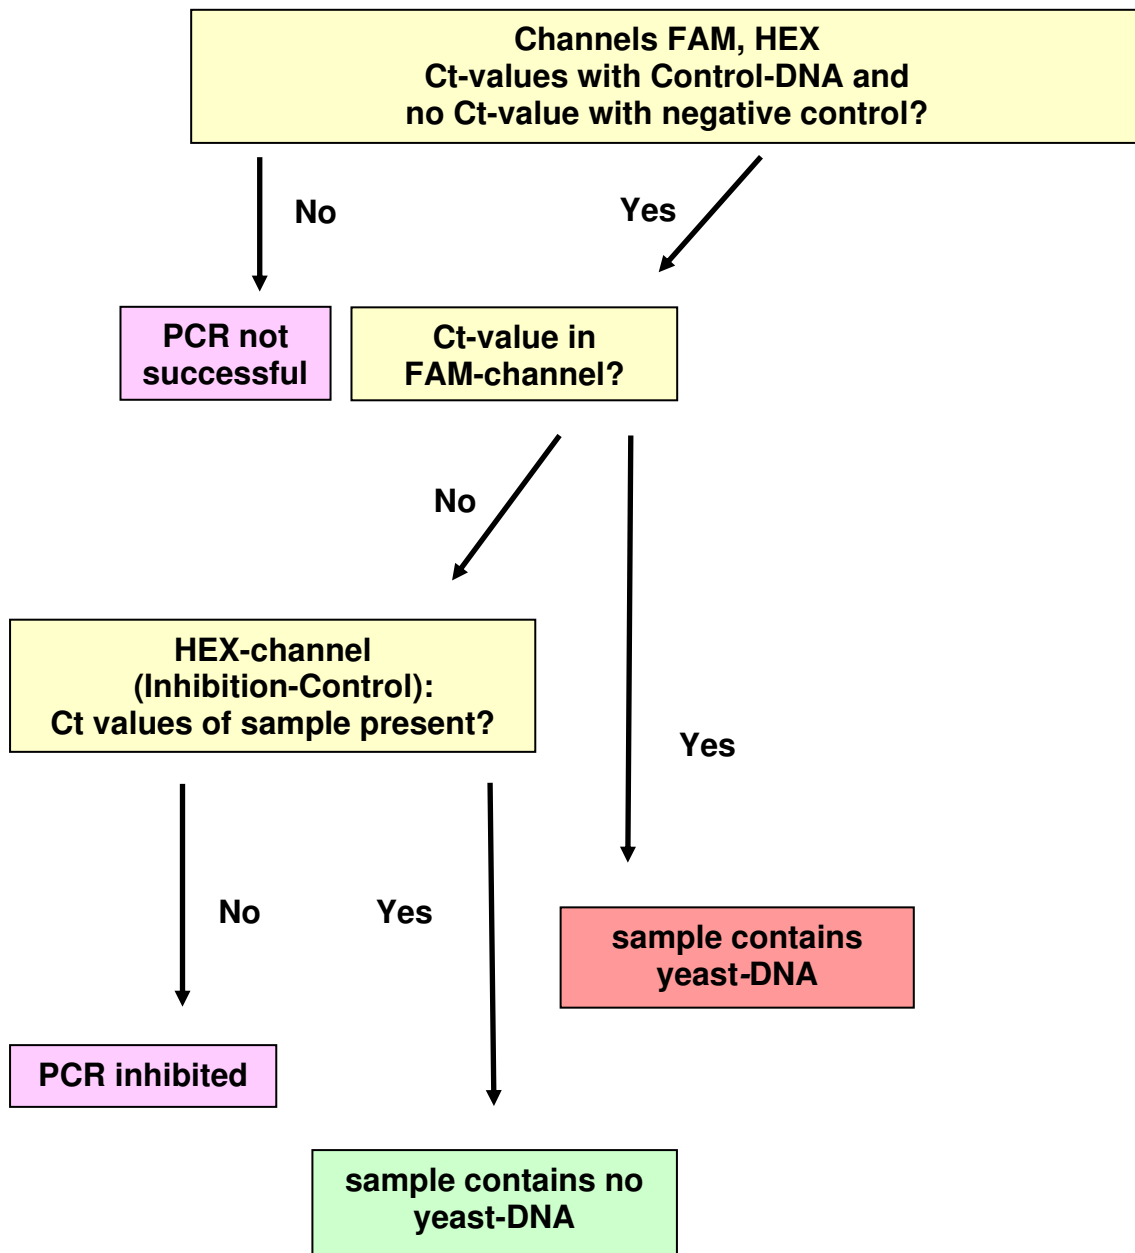 Channels FAM, HEX
Ct-values with Control-DNA and
no Ct-value with negative control?
No
Yes
PCR not
successful
Ct-value in
FAM-channel?
No
HEX-channel
(Inhibition-Control):
Ct values of sample present?
Yes
No
Yes
sample contains
yeast-DNA
PCR inhibited
sample contains no
yeast-DNA